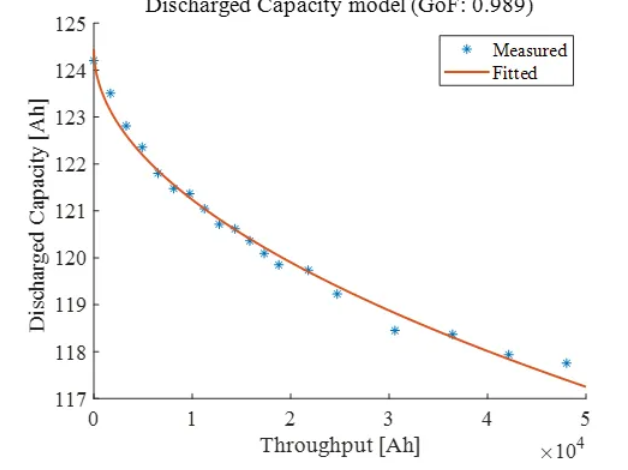 Discharged Capacity model (GoF: 0.989)
125
124
123
122
121
120
119
118
117
Discharged Capacity [Ah]
Measured
Fitted
0 1 2 3 4 5
Throughput [Ah]
×10⁴